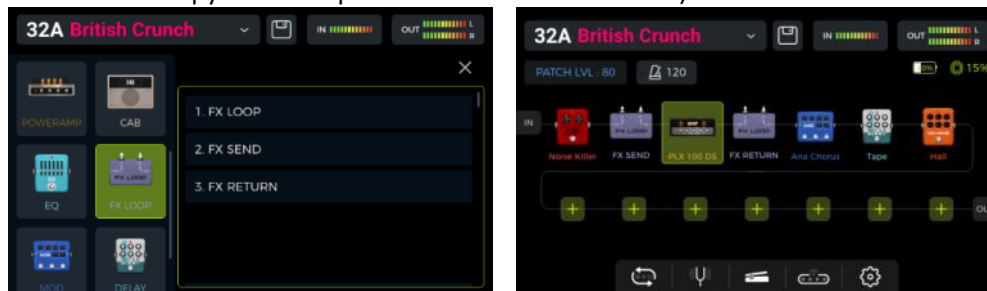 32A British Crunch
IN
OUT
L
R
POWERAMP
CAB
EQ
FX LOOP
MOD
DELAY
1. FX LOOP
2. FX SEND
3. FX RETURN
32A British Crunch
IN
OUT
L
R
PATCH LVL : 80
120
15%
IN
Noise Killer
FX SEND
PLX 100 DS
FX RETURN
Ana Chorus
Tape
Hall